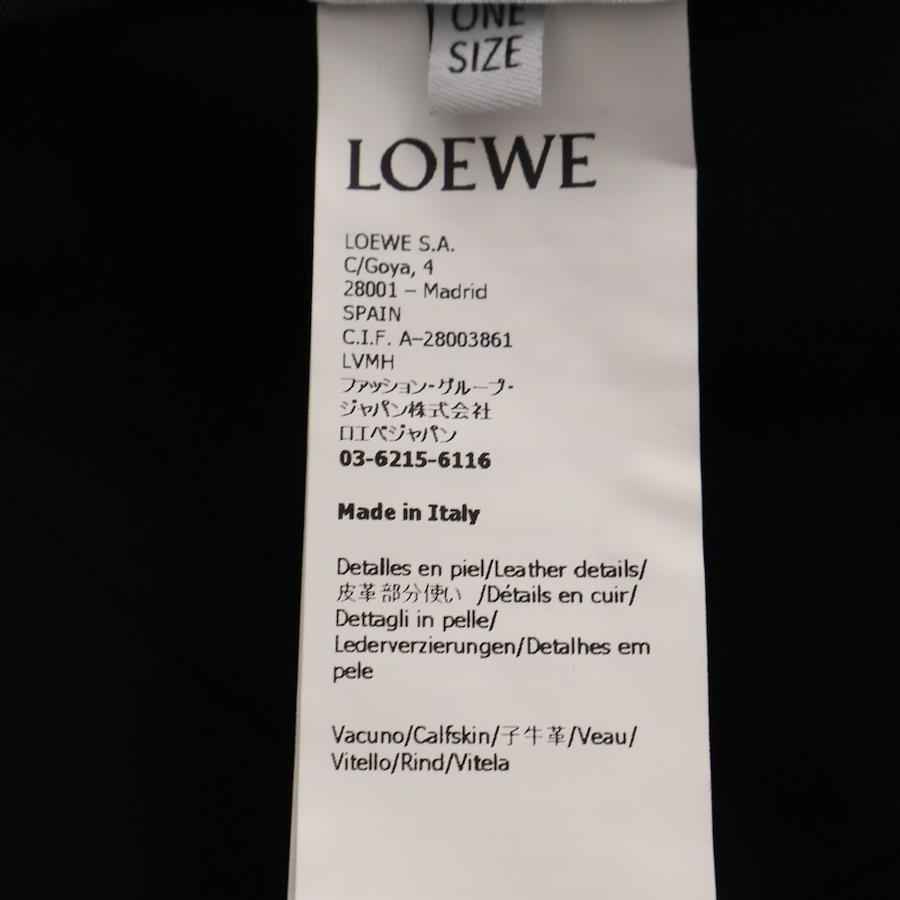 ONE
SIZE
LOEWE
LOEWE S.A.
C/Goya, 4
28001 – Madrid
SPAIN
C.I.F. A–28003861
LVMH
ファッション・グループ・
ジャパン株式会社
ロエベジャパン
03-6215-6116
Made in Italy
Detalles en piel/Leather details/
皮革部分使い /Détails en cuir/
Dettagli in pelle/
Lederverzierungen/Detalhes em
pele
Vacuno/Calfskin/子牛革/Veau/
Vitello/Rind/Vitela